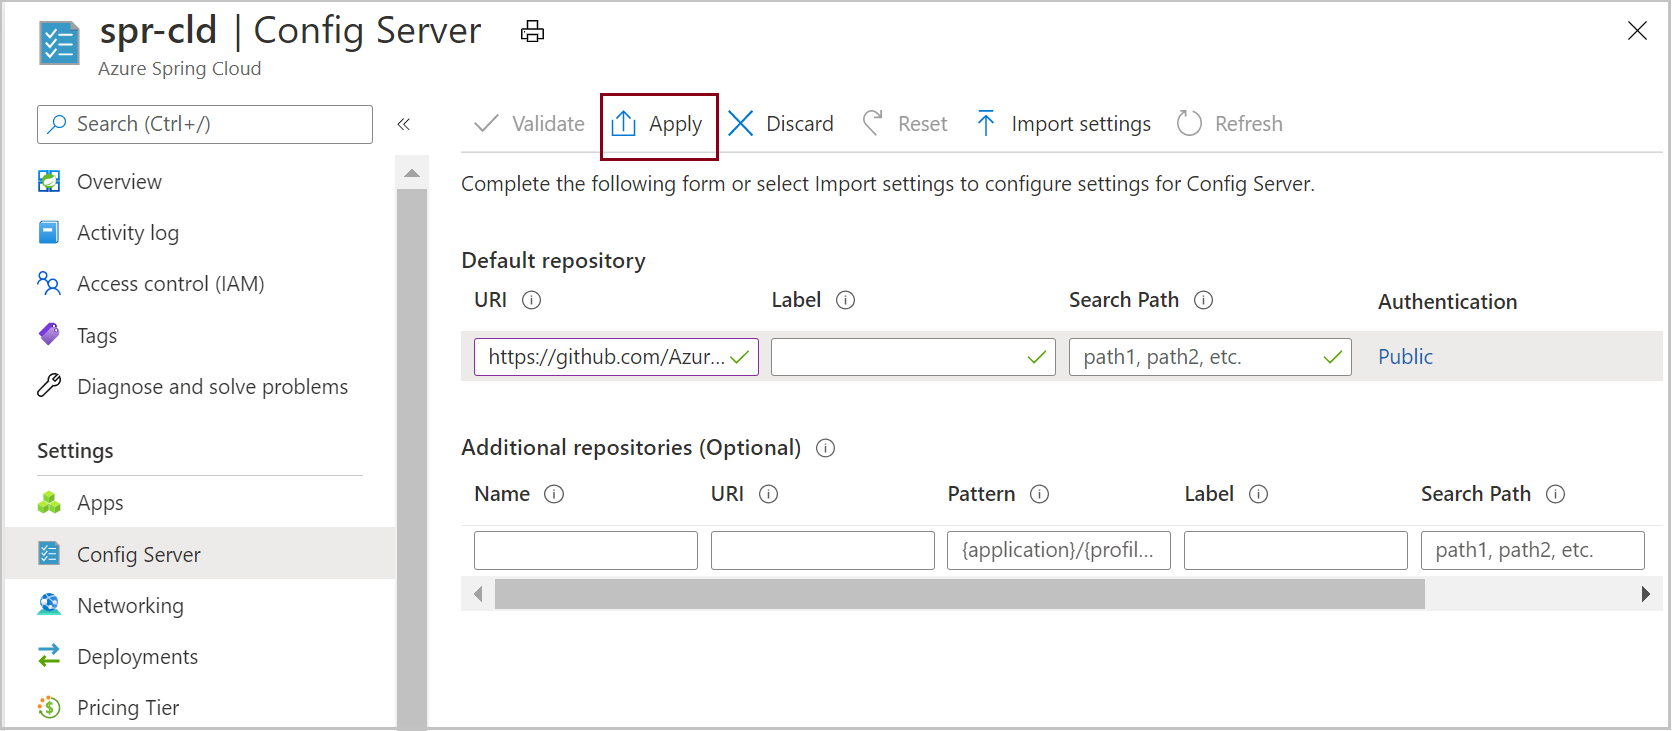 spr-cld | Config Server
Azure Spring Cloud
Search (Ctrl+/)
«
Overview
Activity log
Access control (IAM)
Tags
Diagnose and solve problems
Settings
Apps
Config Server
Networking
Deployments
Pricing Tier
Validate Apply Discard Reset Import settings Refresh
Complete the following form or select Import settings to configure settings for Config Server.
Default repository
URI Label Search Path Authentication
https://github.com/Azur... path1, path2, etc. Public
Additional repositories (Optional)
Name URI Pattern Label Search Path
{application}/{profil... path1, path2, etc.